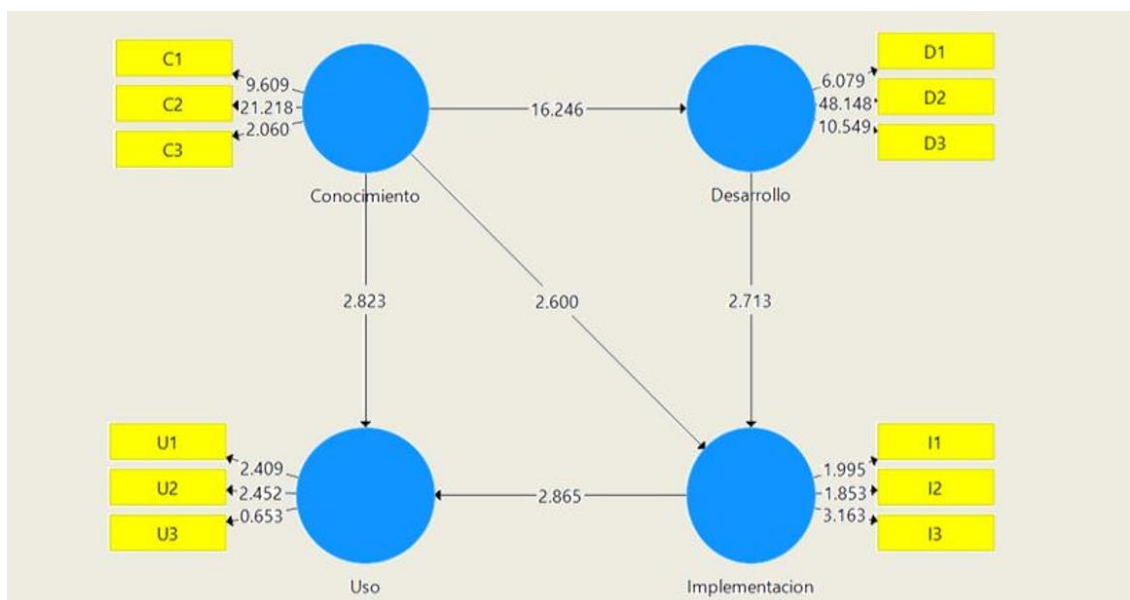 C1
9.609
C2
21.218
C3
2.060
Conocimiento
16.246
D1
6.079
D2
48.148
D3
10.549
Desarrollo
2.823
2.600
2.713
U1
2.409
U2
2.452
U3
0.653
Uso
2.865
I1
1.995
I2
1.853
I3
3.163
Implementacion